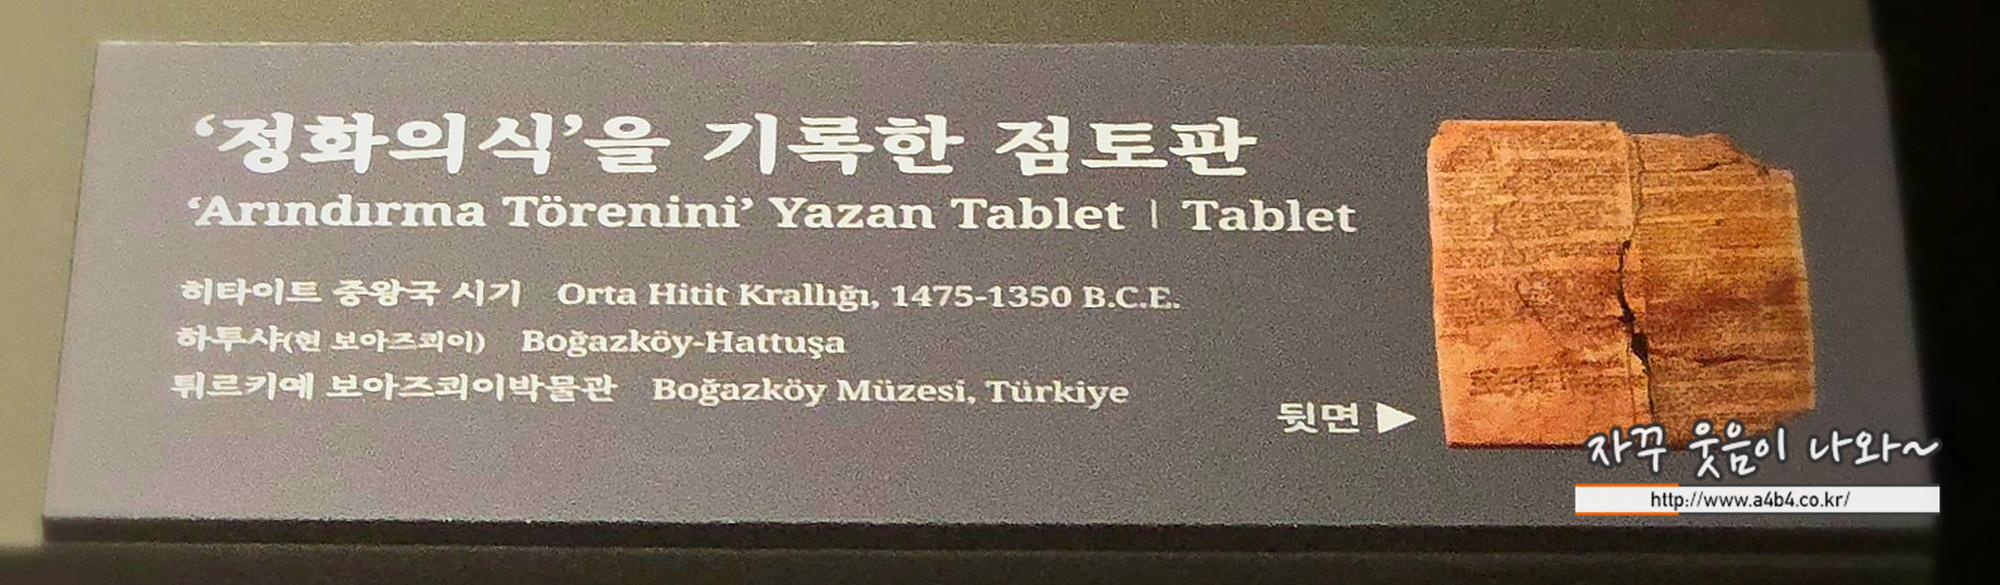 ‘정화의식’을 기록한 점토판
‘Arındırma Törenini’ Yazan Tablet | Tablet
히타이트 중왕국 시기 Orta Hitit Krallığı, 1475-1350 B.C.E.
하투샤(현 보아즈쾨이) Boğazköy-Hattuşa
튀르키예 보아즈쾨이박물관 Boğazköy Müzesi, Türkiye
뒷면 ▶
자꾸 웃음이 나와~
http://www.a4b4.co.kr/